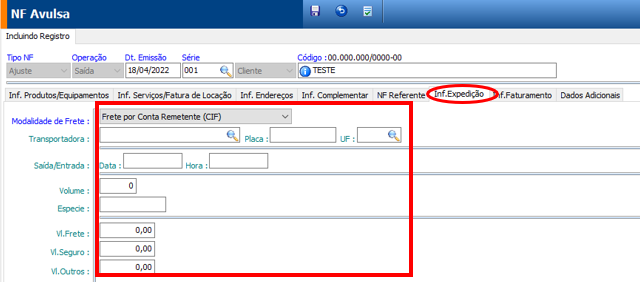 NF Avulsa
Incluindo Registro
Tipo NF Operação Dt. Emissão Série Código :00.000.000/0000-00
Ajuste Saída 18/04/2022 001 Cliente TESTE
Inf. Produtos/Equipamentos Inf. Serviços/Fatura de Locação Inf. Endereços Inf. Complementar NF Referente Inf.Expedição Inf.Faturamento Dados Adicionais
Modalidade de Frete : Frete por Conta Remetente (CIF)
Transportadora : Placa : UF :
Saída/Entrada : Data : Hora :
Volume : 0
Especie :
Vl.Frete : 0,00
Vl.Seguro : 0,00
Vl.Outros : 0,00